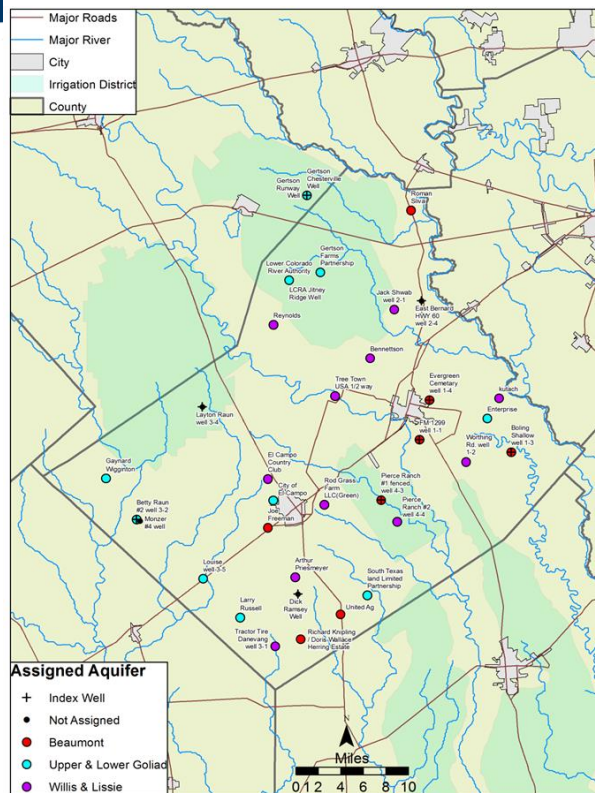 Major Roads
Major River
City
Irrigation District
County
Gertson
Chesterville
Well
Gertson
Runway
Well
Roman
Sliva
Gertson
Farms
Partnership
Lower Colorado
River Authority
LCRA Jitney
Ridge Well
Jack Shwab
well 2-1
East Bernard
HWY 60
well 2-4
Reynolds
Bennettson
Tree Town
USA 1/2 way
Evergreen
Cemetary
well 1-4
kutach
Enterprise
FM 1299
well 1-1
Boling
Shallow
well 1-3
Worthing
Rd. well
1-2
Layton Raun
well 3-4
Gaynard
Wigginton
El Campo
Country
Club
City of
El Campo
Joe
Freeman
Rod Grass
Farm
LLC(Green)
Pierce Ranch
#1 fenced
well 4-3
Pierce
Ranch #2
well 4-4
Betty Raun
#2 well 3-2
Monzer
#4 well
Louise
well-3-5
Arthur
Priesmeyer
South Texas
land Limited
Partnership
Dick
Ramsey
Well
Larry
Russell
United Ag
Tractor Tire
Danevang
well 3-1
Richard Knipling
/ Doris Wallace
Herring Estate
Assigned Aquifer
Index Well
Not Assigned
Beaumont
Upper & Lower Goliad
Willis & Lissie
N
Miles
0 1 2 4 6 8 10